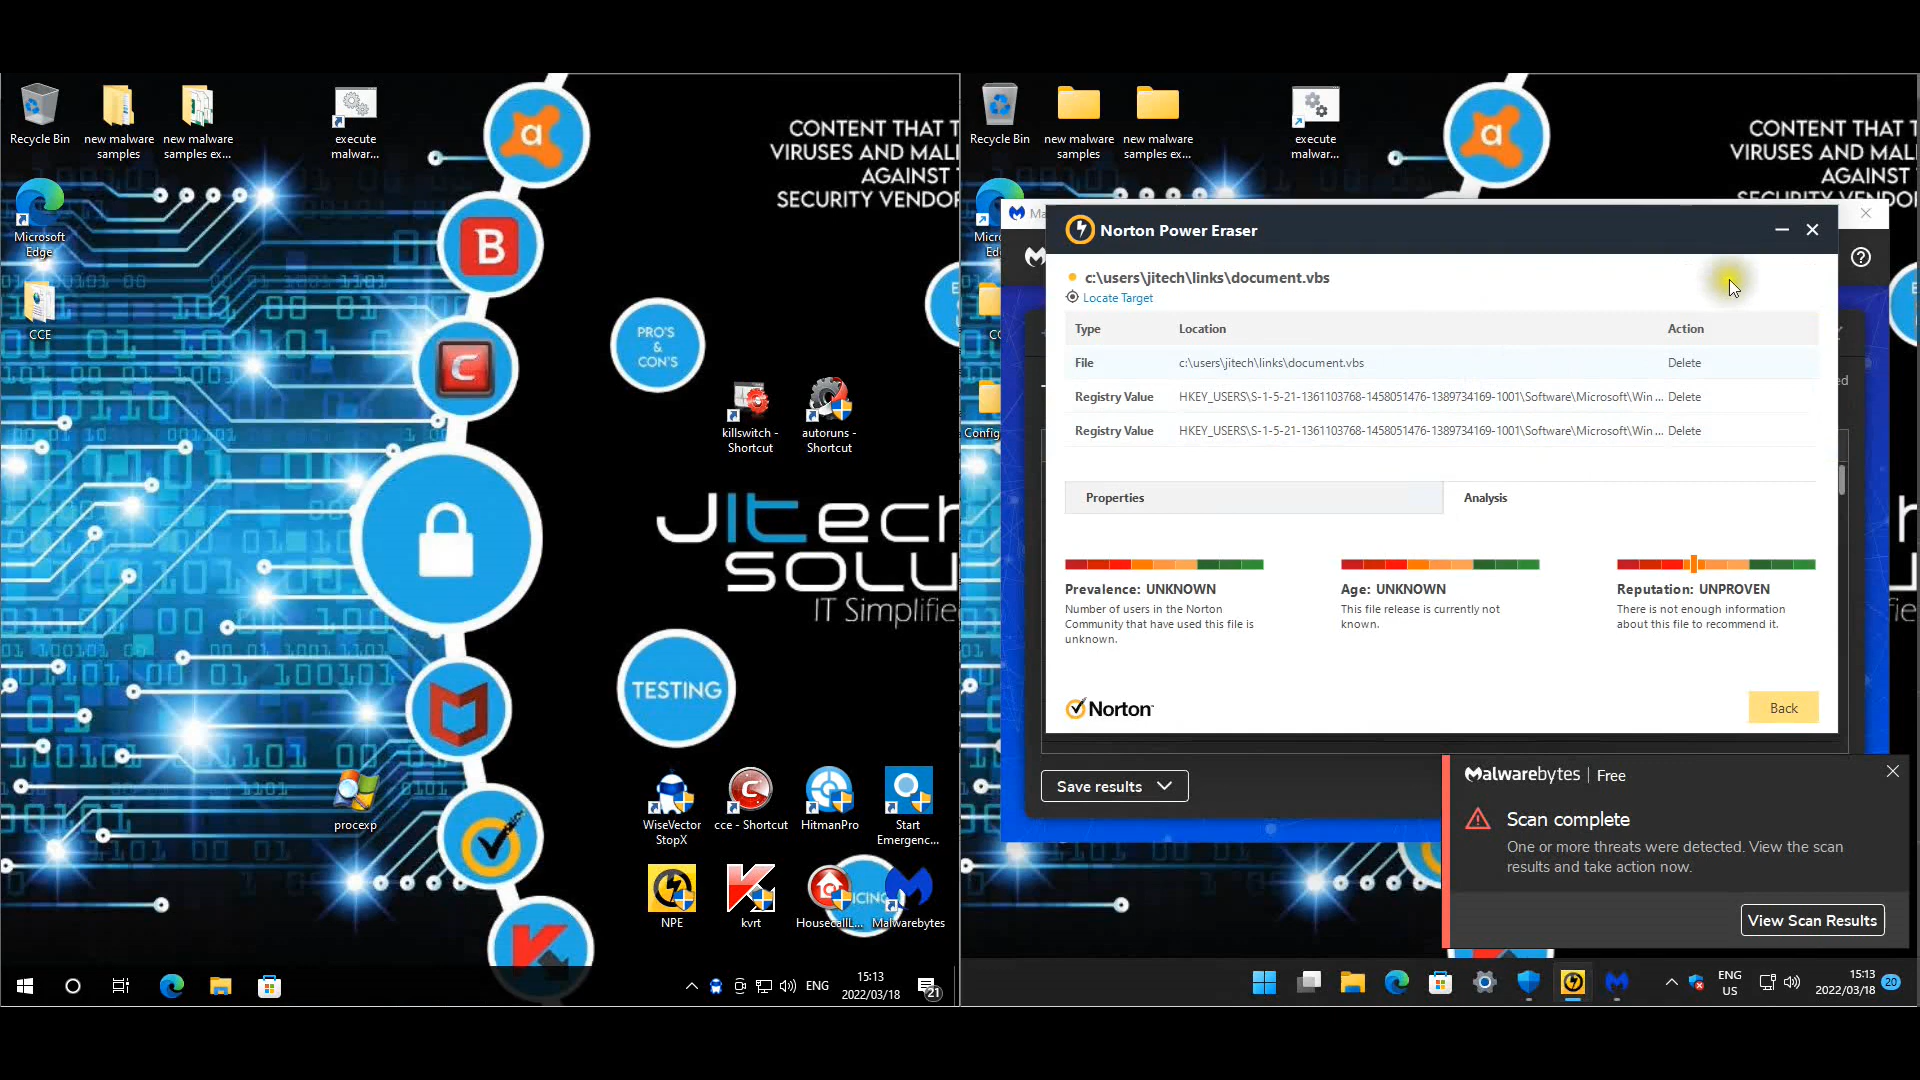 Recycle Bin
new malware
samples
new malware
samples ex...
execute
malwar...
Microsoft
Edge
CCE
CONTENT THAT T
VIRUSES AND MAL
AGAINST
SECURITY VENDOR
PRO'S
&
CON'S
killswitch -
Shortcut
autoruns -
Shortcut
JITech
SOLU
IT Simplifie
TESTING
procexp
WiseVector
StopX
cce - Shortcut
HitmanPro
Start
Emergenc...
NPE
kvrt
HousecallL...
Malwarebytes
ENG
15:13
2022/03/18
21
Recycle Bin
new malware
samples
new malware
samples ex...
execute
malwar...
CONTENT THAT T
VIRUSES AND MAL
AGAINST
SECURITY VENDOR
Config
Norton Power Eraser
c:\users\jitech\links\document.vbs
Locate Target
Type Location Action
File c:\users\jitech\links\document.vbs Delete
Registry Value HKEY_USERS\S-1-5-21-1361103768-1458051476-1389734169-1001\Software\Microsoft\Win ... Delete
Registry Value HKEY_USERS\S-1-5-21-1361103768-1458051476-1389734169-1001\Software\Microsoft\Win ... Delete
Properties Analysis
Prevalence: UNKNOWN
Number of users in the Norton
Community that have used this file is
unknown.
Age: UNKNOWN
This file release is currently not
known.
Reputation: UNPROVEN
There is not enough information
about this file to recommend it.
Norton
Back
Save results
Malwarebytes | Free
Scan complete
One or more threats were detected. View the scan
results and take action now.
View Scan Results
ENG
US
15:13
2022/03/18
20